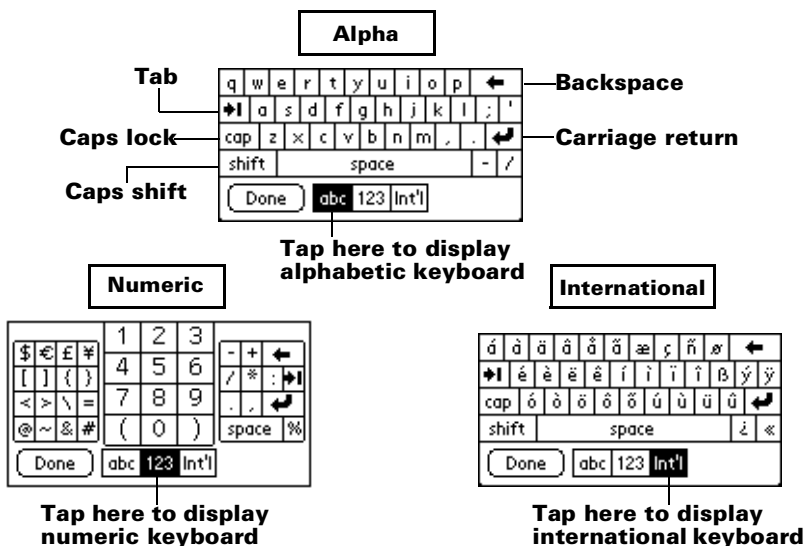 Alpha
Tab
q w e r t y u i o p
Backspace
a s d f g h j k l ; '
Caps lock
cap z x c v b n m , .
Carriage return
shift space - /
Caps shift
Done abc 123 Int'l
Tap here to display
alphabetic keyboard
Numeric
1 2 3
$ € £ ¥ - +
4 5 6
[ ] { } / * :
7 8 9
< > \ = . ,
( 0 )
@ ~ & # space %
Done abc 123 Int'l
Tap here to display
numeric keyboard
International
á à ä â å ã æ ç ñ ø
é è ë ê í ì ï î ß ý ÿ
cap ó ò ö ô õ ú ù ü û
shift space ¿ «
Done abc 123 Int'l
Tap here to display
international keyboard